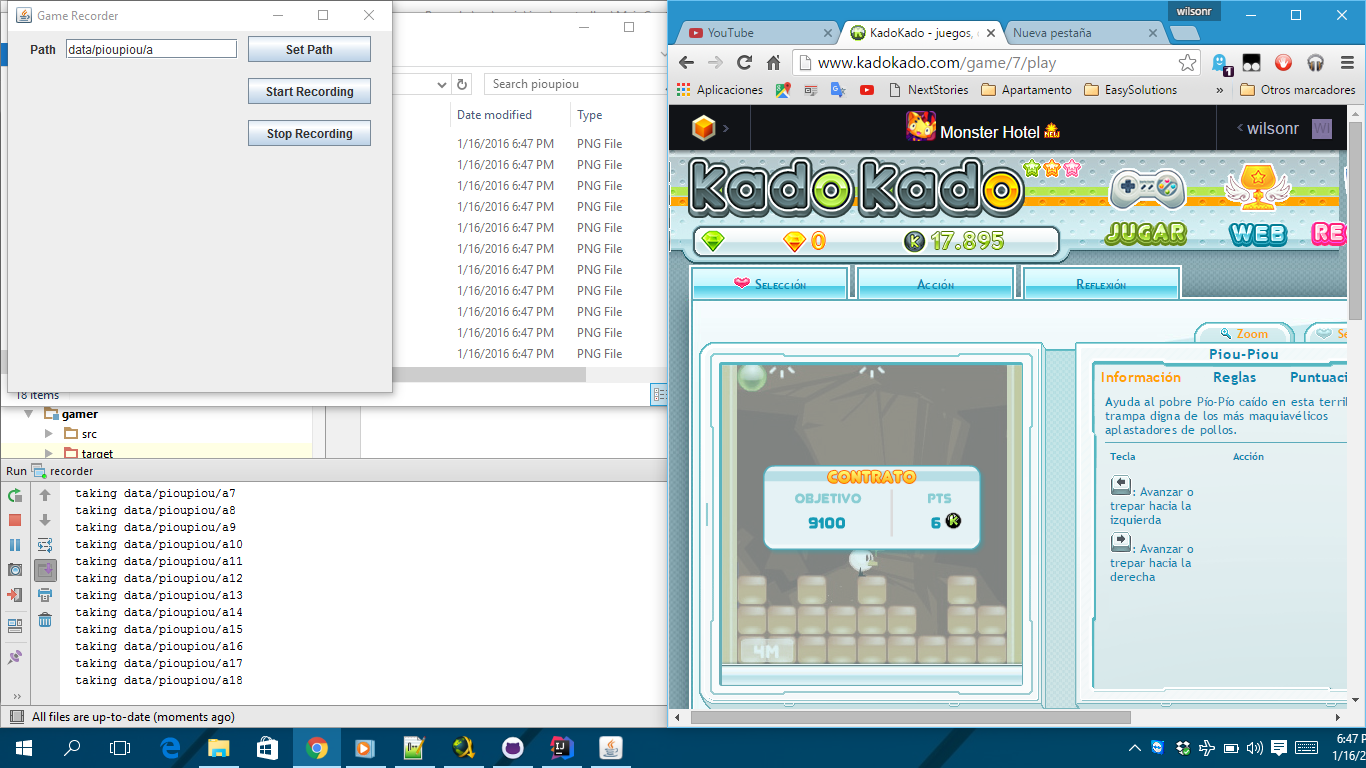 Game Recorder
Path data/pioupiou/a Set Path
Start Recording
Stop Recording
Search pioupiou
Date modified Type
1/16/2016 6:47 PM PNG File
1/16/2016 6:47 PM PNG File
1/16/2016 6:47 PM PNG File
1/16/2016 6:47 PM PNG File
1/16/2016 6:47 PM PNG File
1/16/2016 6:47 PM PNG File
1/16/2016 6:47 PM PNG File
1/16/2016 6:47 PM PNG File
1/16/2016 6:47 PM PNG File
1/16/2016 6:47 PM PNG File
1/16/2016 6:47 PM PNG File
18 items
gamer
src
target
Run recorder
taking data/pioupiou/a7
taking data/pioupiou/a8
taking data/pioupiou/a9
taking data/pioupiou/a10
taking data/pioupiou/a11
taking data/pioupiou/a12
taking data/pioupiou/a13
taking data/pioupiou/a14
taking data/pioupiou/a15
taking data/pioupiou/a16
taking data/pioupiou/a17
taking data/pioupiou/a18
All files are up-to-date (moments ago)
wilsonr
YouTube KadoKado - juegos, Nueva pestaña
www.kadokado.com/game/7/play
1
Aplicaciones NextStories Apartamento EasySolutions » Otros marcadores
Monster Hotel NEW wilsonr WI
KadoKado
0 K 17.895
JUGAR WEB RE
Selección Acción Reflexión
Zoom Se
Piou-Piou
Información Reglas Puntuaci
Ayuda al pobre Pío-Pío caído en esta terri
trampa digna de los más maquiavélicos
aplastadores de pollos.
Tecla Acción
: Avanzar o
trepar hacia la
izquierda
: Avanzar o
trepar hacia la
derecha
CONTRATO
OBJETIVO PTS
9100 6 K
4M
6:47 P
1/16/2